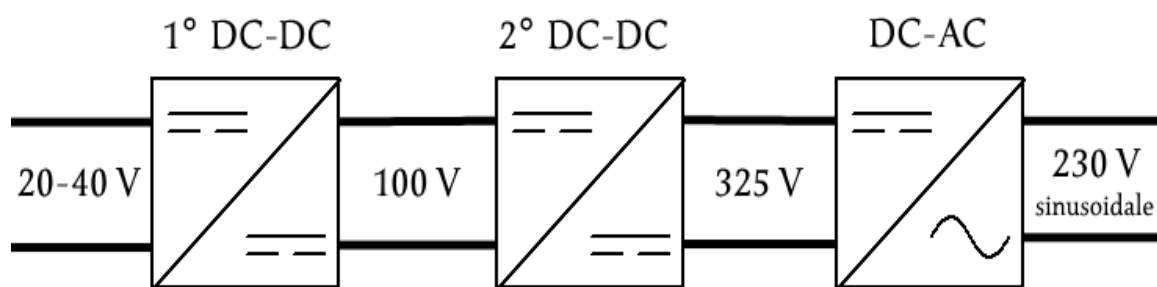 1° DC-DC
2° DC-DC
DC-AC
20-40 V
100 V
325 V
230 V
sinusoidale